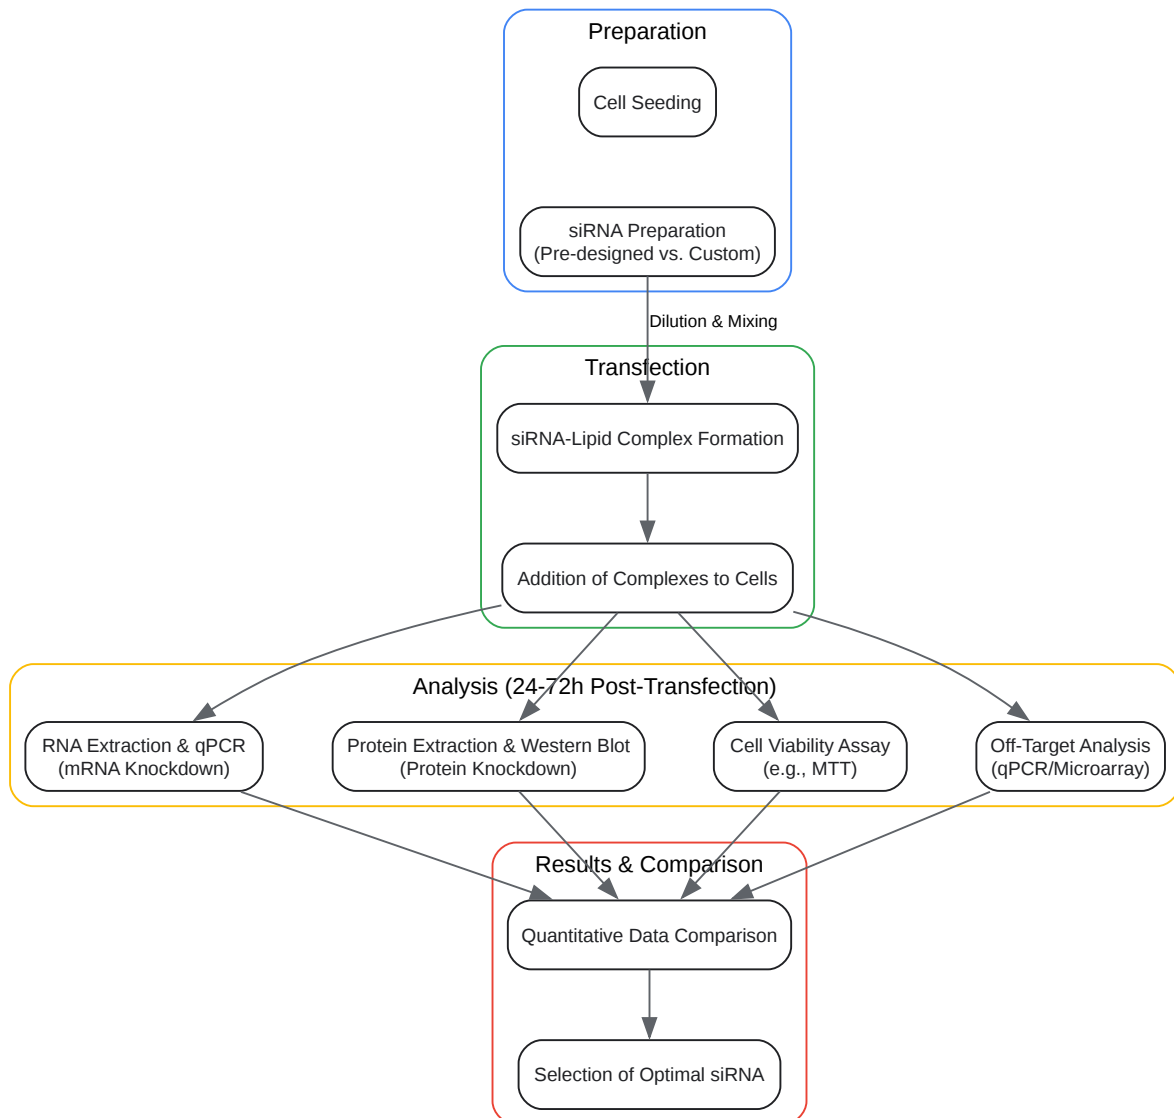 Preparation
Cell Seeding
siRNA Preparation
(Pre-designed vs. Custom)
Dilution & Mixing
Transfection
siRNA-Lipid Complex Formation
Addition of Complexes to Cells
Analysis (24-72h Post-Transfection)
RNA Extraction & qPCR
(mRNA Knockdown)
Protein Extraction & Western Blot
(Protein Knockdown)
Cell Viability Assay
(e.g., MTT)
Off-Target Analysis
(qPCR/Microarray)
Results & Comparison
Quantitative Data Comparison
Selection of Optimal siRNA